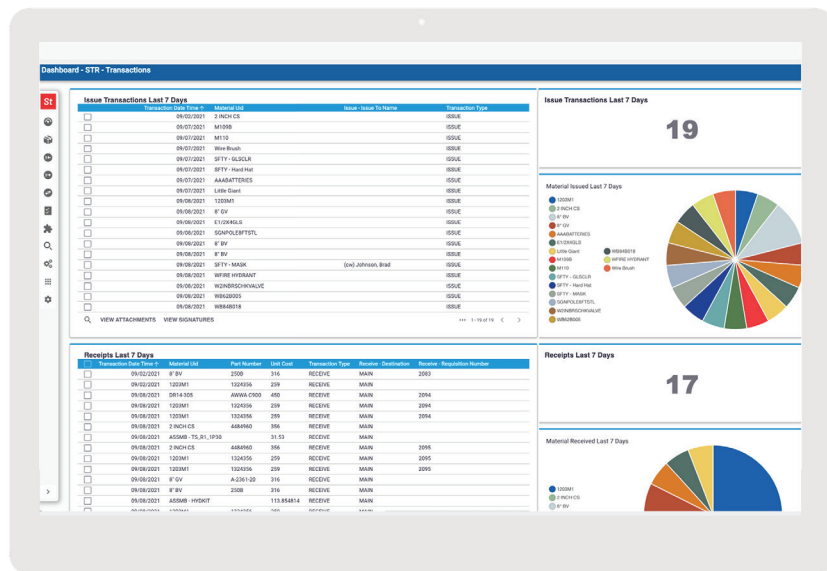 Dashboard - STR - Transactions
St
Issue Transactions Last 7 Days
Transaction Date Time ↑ Material Uid Issue - Issue To Name Transaction Type
09/02/2021 2 INCH CS ISSUE
09/07/2021 M109B ISSUE
09/07/2021 M110 ISSUE
09/07/2021 Wire Brush ISSUE
09/07/2021 SFTY - GLSCLR ISSUE
09/07/2021 SFTY - Hard Hat ISSUE
09/07/2021 AAABATTERIES ISSUE
09/07/2021 Little Giant ISSUE
09/08/2021 1203M1 ISSUE
09/08/2021 8" GV ISSUE
09/08/2021 E1/2X4GLS ISSUE
09/08/2021 SGNPOLE8FTSTL ISSUE
09/08/2021 8" BV ISSUE
09/08/2021 8" BV ISSUE
09/08/2021 SFTY - MASK (cw) Johnson, Brad ISSUE
09/08/2021 WFIRE HYDRANT ISSUE
09/08/2021 W2INBRSCHKVALVE ISSUE
09/08/2021 WB62B005 ISSUE
09/08/2021 WB84B018 ISSUE
VIEW ATTACHMENTS VIEW SIGNATURES ••• 1-19 of 19 < >
Issue Transactions Last 7 Days
19
Material Issued Last 7 Days
1203M1
2 INCH CS
8" BV
8" GV
AAABATTERIES
E1/2X4GLS
Little Giant WB84B018
M109B WFIRE HYDRANT
M110 Wire Brush
SFTY - GLSCLR
SFTY - Hard Hat
SFTY - MASK
SGNPOLE8FTSTL
W2INBRSCHKVALVE
WB62B005
Receipts Last 7 Days
Transaction Date Time ↑ Material Uid Part Number Unit Cost Transaction Type Receive - Destination Receive - Requisition Number
09/02/2021 8" BV 250B 316 RECEIVE MAIN 2083
09/02/2021 1203M1 1324356 259 RECEIVE MAIN
09/08/2021 DR14-305 AWWA C900 450 RECEIVE MAIN 2094
09/08/2021 1203M1 1324356 259 RECEIVE MAIN 2094
09/08/2021 1203M1 1324356 259 RECEIVE MAIN 2094
09/08/2021 2 INCH CS 4484960 356 RECEIVE MAIN
09/08/2021 ASSMB - TS_R1_1P30 31.53 RECEIVE MAIN
09/08/2021 2 INCH CS 4484960 356 RECEIVE MAIN 2095
09/08/2021 1203M1 1324356 259 RECEIVE MAIN 2095
09/08/2021 1203M1 1324356 259 RECEIVE MAIN 2095
09/08/2021 8" GV A-2361-20 316 RECEIVE MAIN
09/08/2021 8" BV 250B 316 RECEIVE MAIN
09/08/2021 ASSMB - HYDKIT 113.854814 RECEIVE MAIN
Receipts Last 7 Days
17
Material Received Last 7 Days
1203M1
2 INCH CS
8" BV